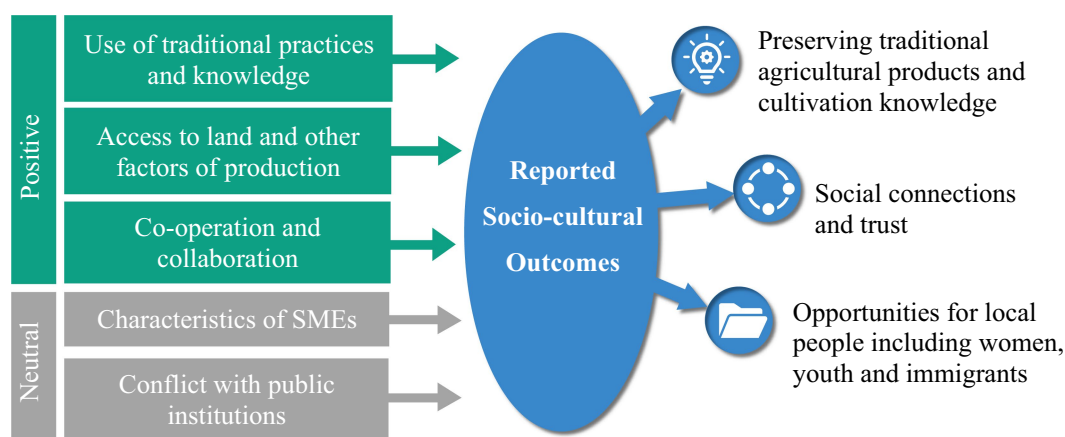 Positive
Use of traditional practices
and knowledge
Access to land and other
factors of production
Co-operation and
collaboration
Neutral
Characteristics of SMEs
Conflict with public
institutions
Reported
Socio-cultural
Outcomes
Preserving traditional
agricultural products and
cultivation knowledge
Social connections
and trust
Opportunities for local
people including women,
youth and immigrants